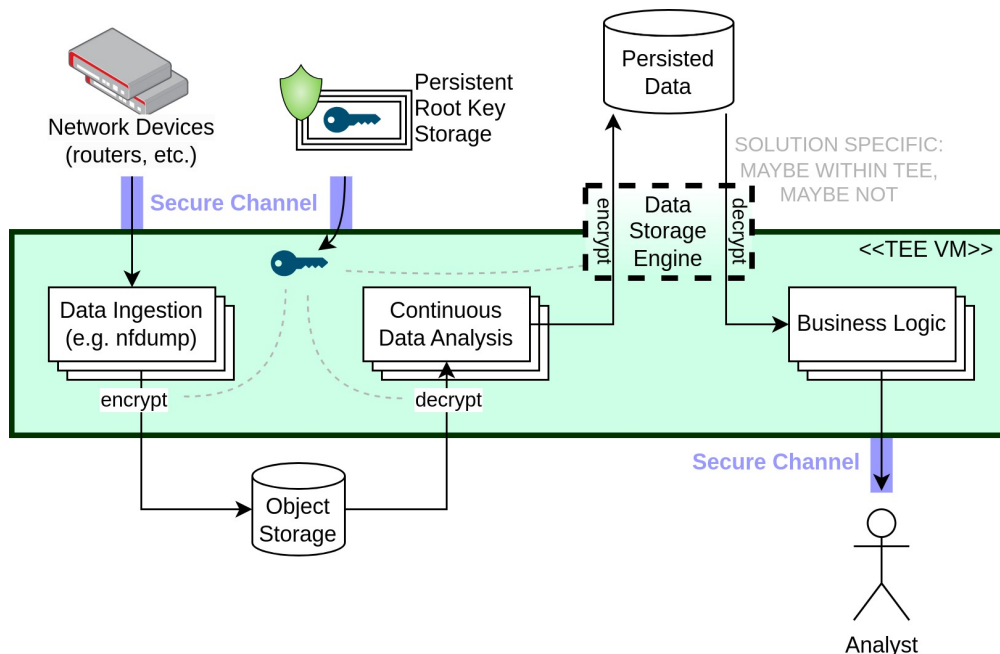 Persisted
Data
Network Devices
(routers, etc.)
Persistent
Root Key
Storage
SOLUTION SPECIFIC:
MAYBE WITHIN TEE,
MAYBE NOT
Secure Channel
encrypt
Data
Storage
Engine
decrypt
<<TEE VM>>
Data Ingestion
(e.g. nfdump)
Continuous
Data Analysis
Business Logic
encrypt
decrypt
Secure Channel
Object
Storage
Analyst